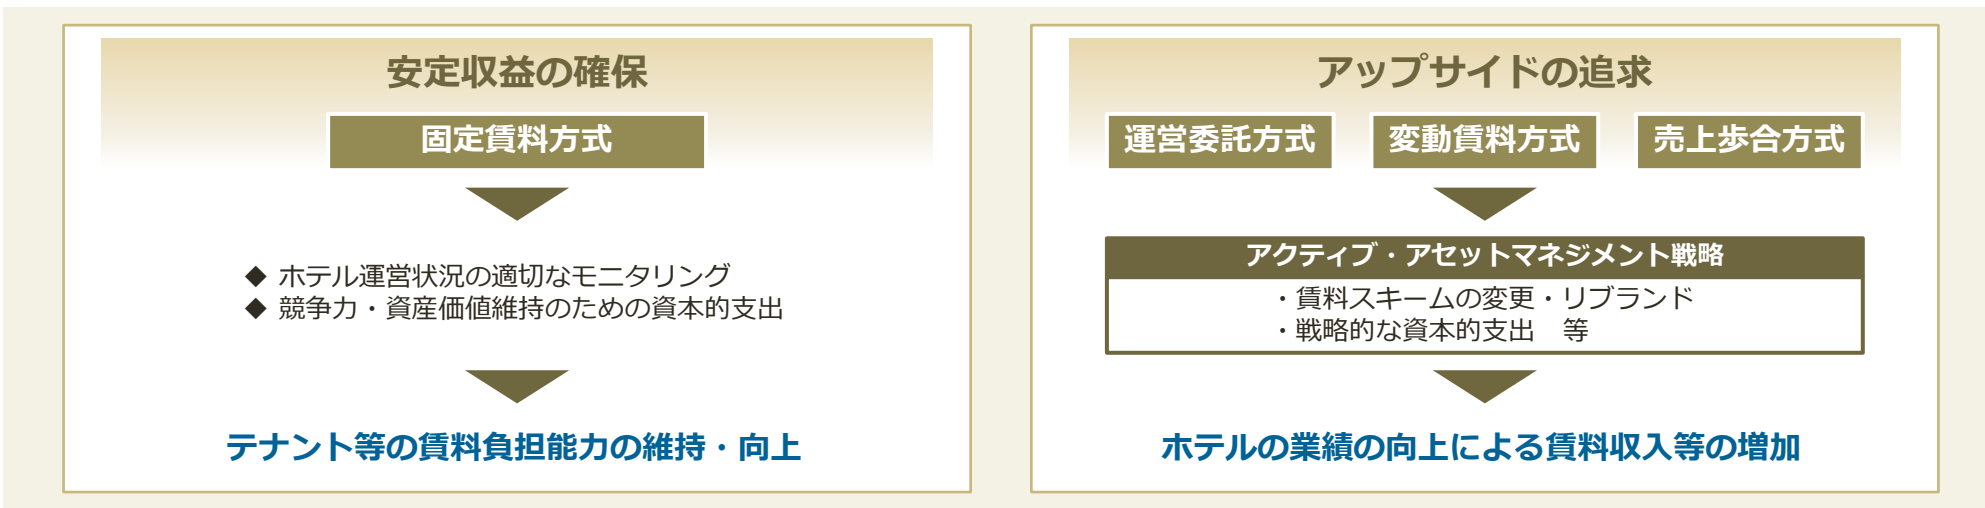 安定収益の確保
固定賃料方式
◆ ホテル運営状況の適切なモニタリング
◆ 競争力・資産価値維持のための資本的支出
テナント等の賃料負担能力の維持・向上
アップサイドの追求
運営委託方式
変動賃料方式
売上歩合方式
アクティブ・アセットマネジメント戦略
・賃料スキームの変更・リブランド
・戦略的な資本的支出　等
ホテルの業績の向上による賃料収入等の増加